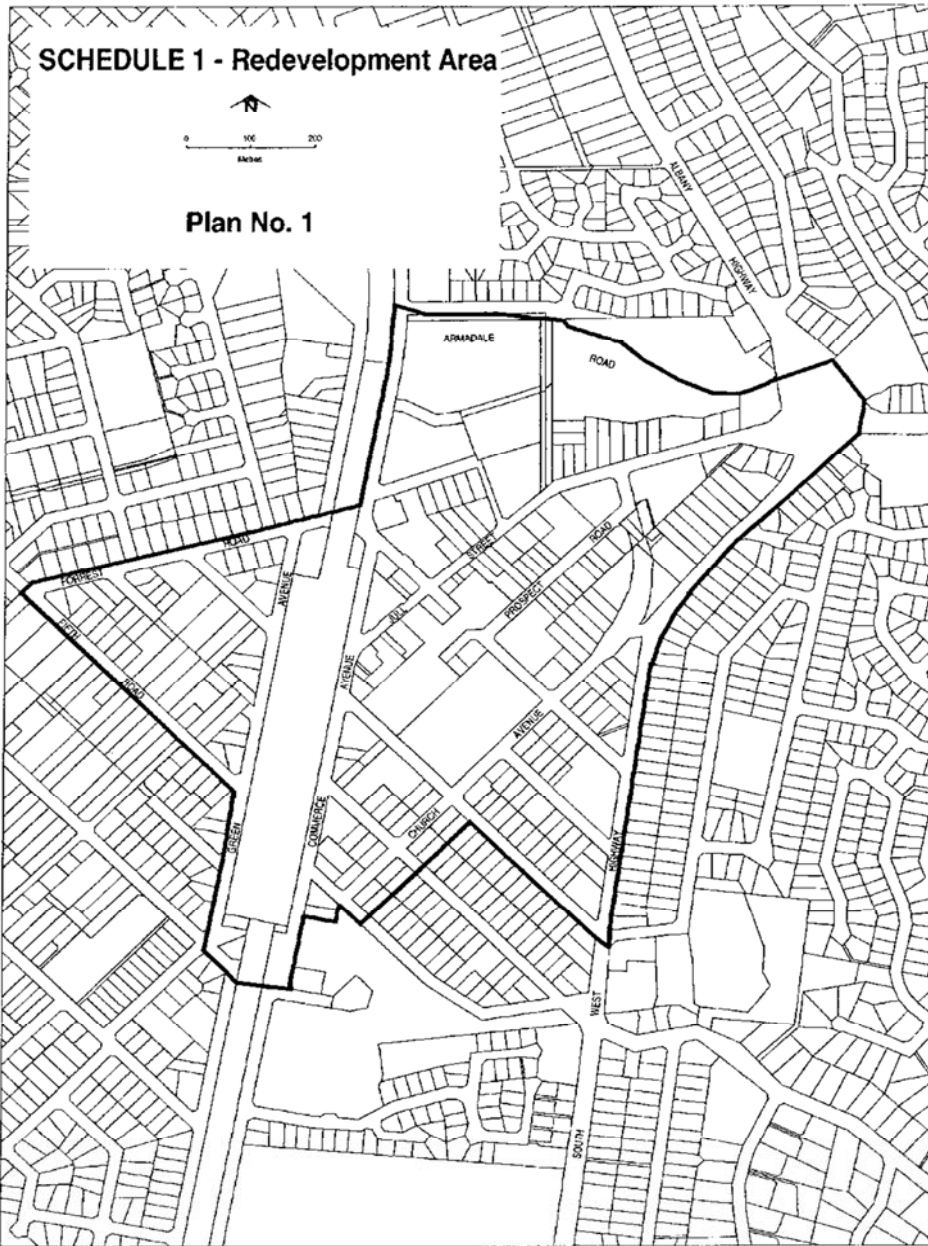 SCHEDULE 1 - Redevelopment Area
N
0 100 200
Metres
Plan No. 1
ALBANY
HIGHWAY
ARMADALE
ROAD
STREET
ROAD
FORREST
ROAD
PROSPECT
AVENUE
JULL
FIFTH
AVENUE
ROAD
AVENUE
GREEN
COMMERCE
CHURCH
HIGHWAY
WEST
SOUTH